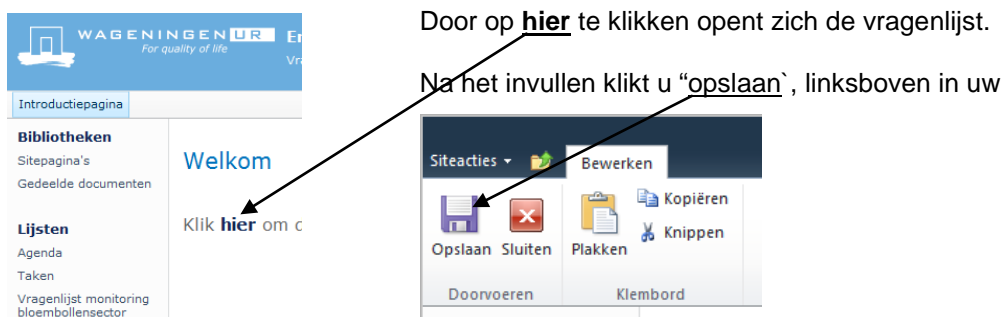 WAGENINGEN UR
For quality of life
Introductiepagina
Bibliotheken
Sitepagina's
Gedeelde documenten
Lijsten
Agenda
Taken
Vragenlijst monitoring
bloembollensector
Welkom
Klik hier om
Door op hier te klikken opent zich de vragenlijst.
Na het invullen klikt u “opslaan`, linksboven in uw
Siteacties
Bewerken
Opslaan
Sluiten
Plakken
Kopiëren
Knippen
Doorvoeren
Klembord